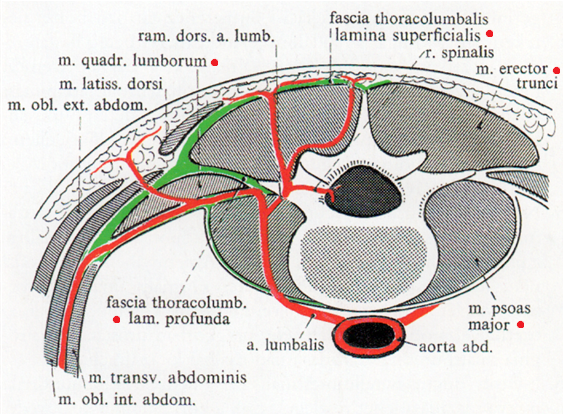 fascia thoracolumbalis
lamina superficialis
ram. dors. a. lumb.
r. spinalis
m. quadr. lumborum
m. erector
trunci
m. latiss. dorsi
m. obl. ext. abdom.
fascia thoracolumb.
lam. profunda
m. psoas
major
a. lumbalis
aorta abd.
m. transv. abdominis
m. obl. int. abdom.